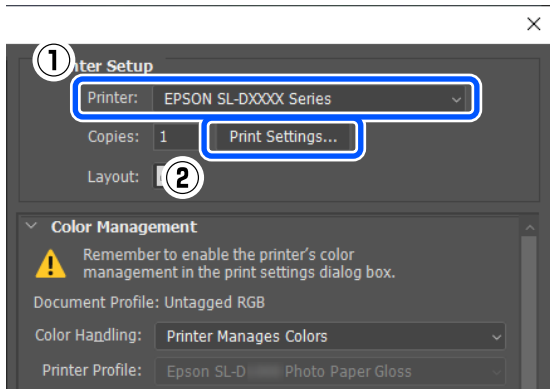 ①
nter Setup
Printer: EPSON SL-DXXXX Series
Copies: 1 Print Settings...
Layout: ②
Color Management
Remember to enable the printer's color
management in the print settings dialog box.
Document Profile: Untagged RGB
Color Handling: Printer Manages Colors
Printer Profile: Epson SL-D Photo Paper Gloss